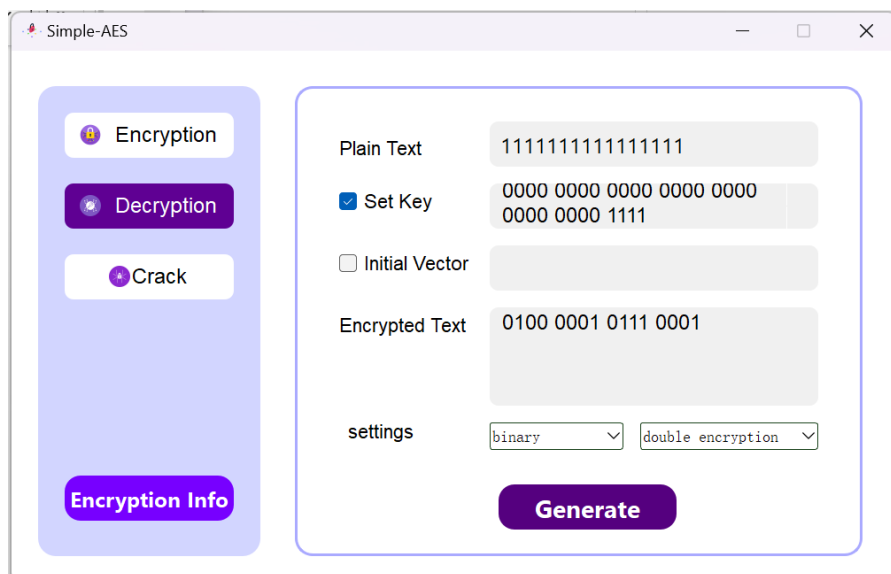 Simple-AES
Encryption
Decryption
Crack
Encryption Info
Plain Text
1111111111111111
Set Key
0000 0000 0000 0000 0000
0000 0000 1111
Initial Vector
Encrypted Text
0100 0001 0111 0001
settings
binary
double encryption
Generate